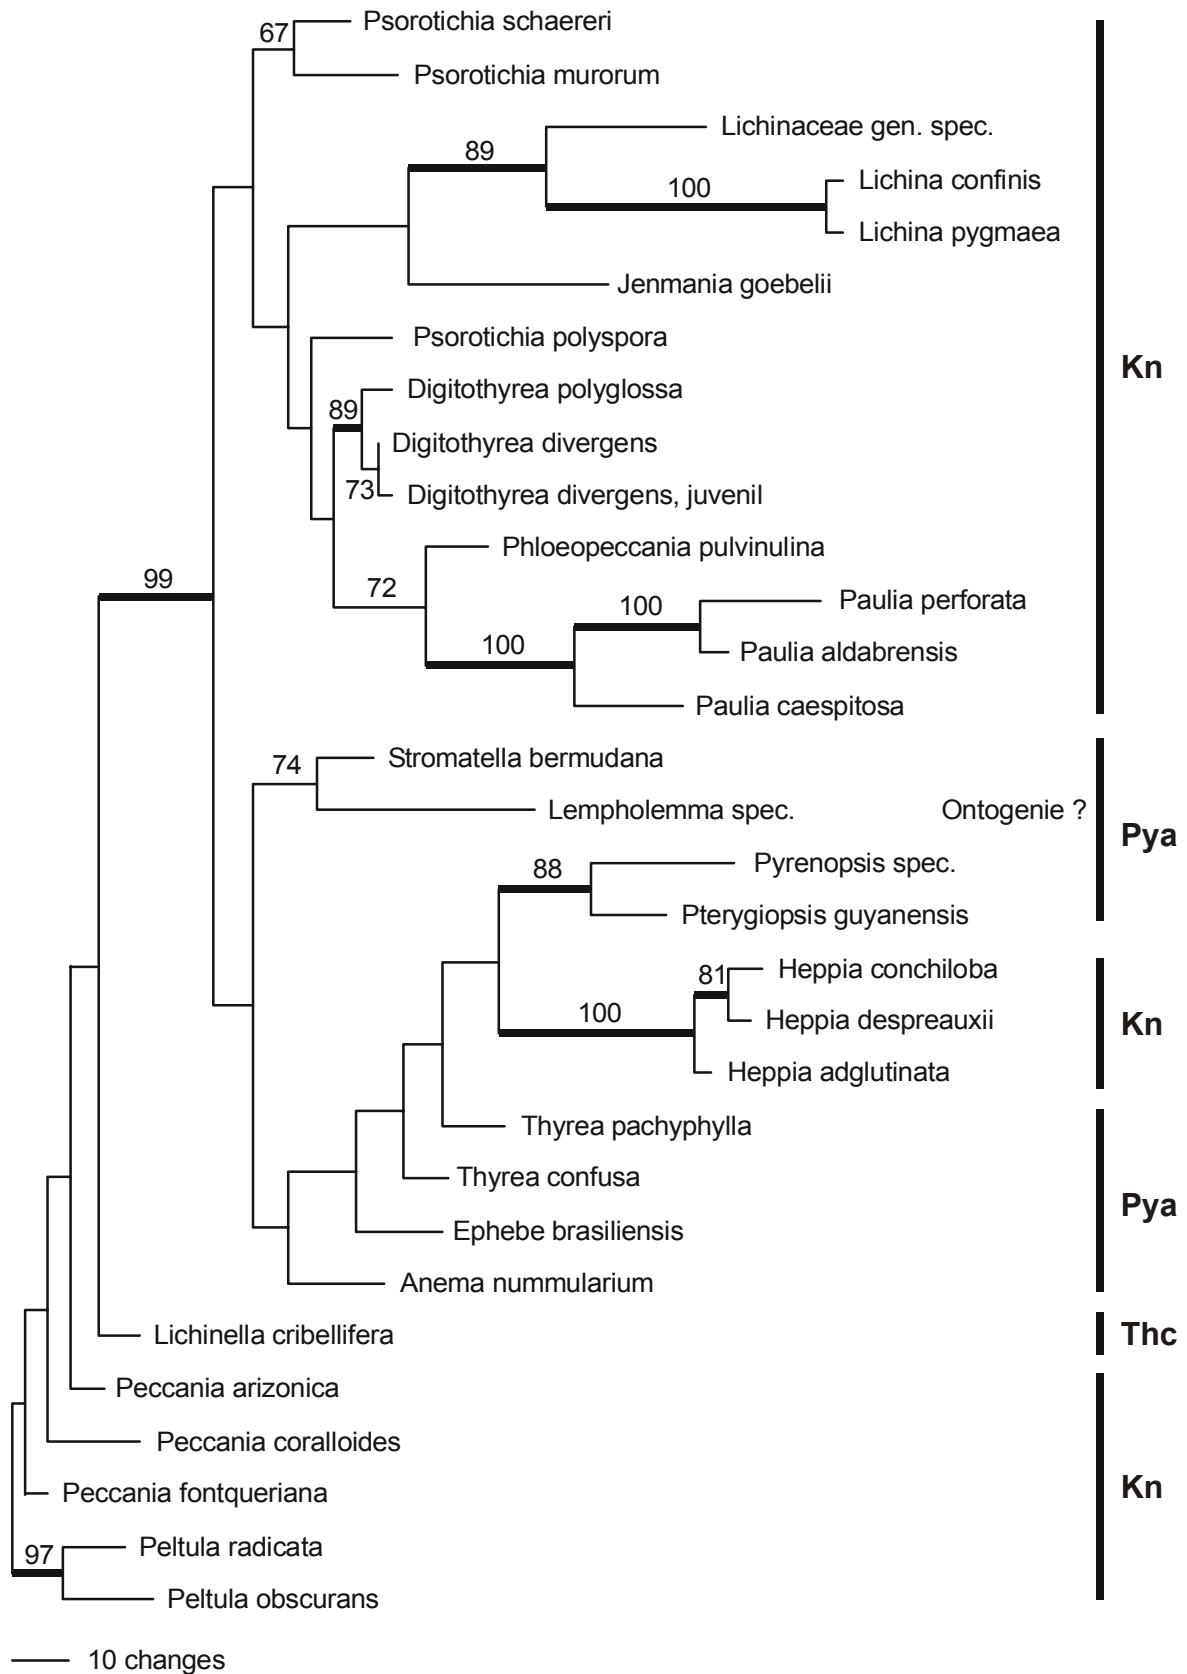 Psorotichia schaereri
67
Psorotichia murorum
Lichinaceae gen. spec.
89
Lichina confinis
100
Lichina pygmaea
Jenmania goebelii
Psorotichia polyspora
Kn
Digitothyrea polyglossa
89
Digitothyrea divergens
73
Digitothyrea divergens, juvenil
Phloeopeccania pulvinulina
99
72
Paulia perforata
100
100
Paulia aldabrensis
Paulia caespitosa
Stromatella bermudana
74
Lempholemma spec.
Ontogenie ?
Pya
Pyrenopsis spec.
88
Pterygiopsis guyanensis
Heppia conchiloba
81
100
Heppia despreauxii
Kn
Heppia adglutinata
Thyrea pachyphylla
Thyrea confusa
Pya
Ephebe brasiliensis
Anema nummularium
Lichinella cribellifera
Thc
Peccania arizonica
Peccania coralloides
Peccania fontqueriana
Kn
Peltula radicata
97
Peltula obscurans
10 changes